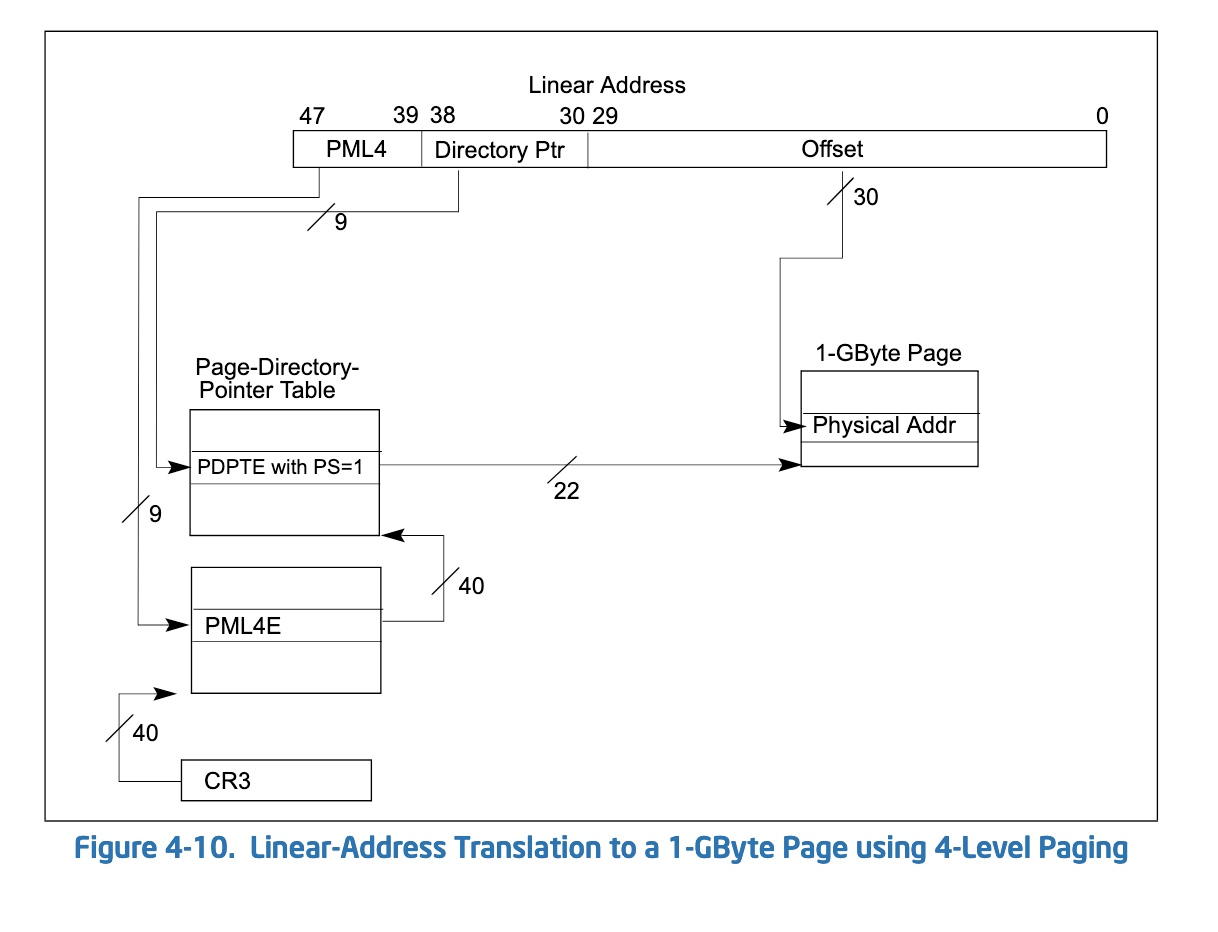 Linear Address
47 39 38 30 29 0
PML4 Directory Ptr Offset
9
30
1-GByte Page
Page-Directory-
Pointer Table
Physical Addr
PDPTE with PS=1
22
9
40
PML4E
40
CR3
Figure 4-10. Linear-Address Translation to a 1-GByte Page using 4-Level Paging